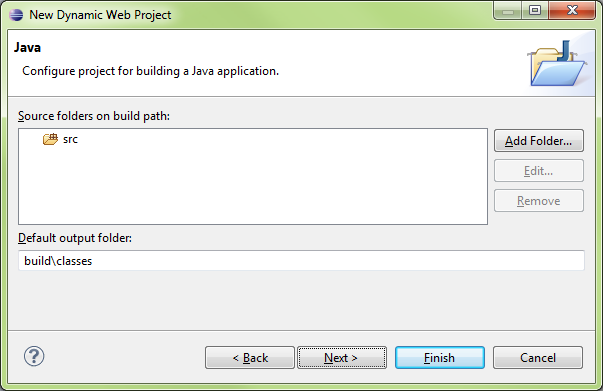 New Dynamic Web Project
Java
Configure project for building a Java application.
Source folders on build path:
src
Add Folder...
Edit...
Remove
Default output folder:
build\classes
?
< Back
Next >
Finish
Cancel